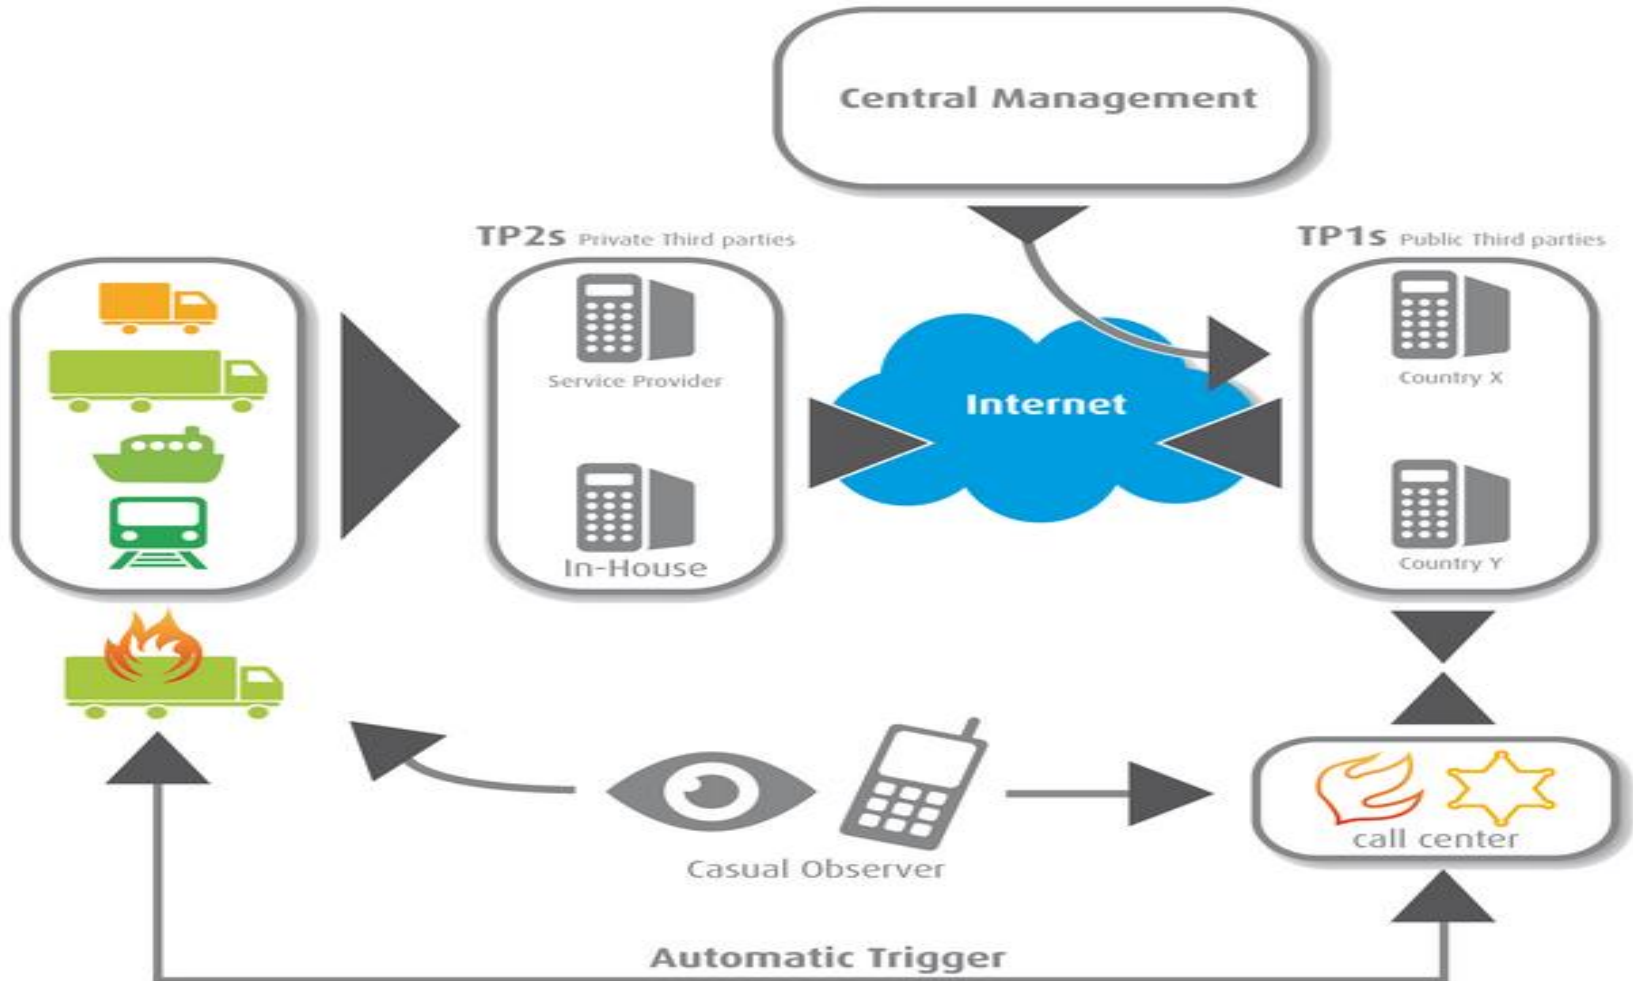 Central Management
TP2s Private Third parties
TP1s Public Third parties
Service Provider
Country X
Internet
In-House
Country Y
call center
Casual Observer
Automatic Trigger